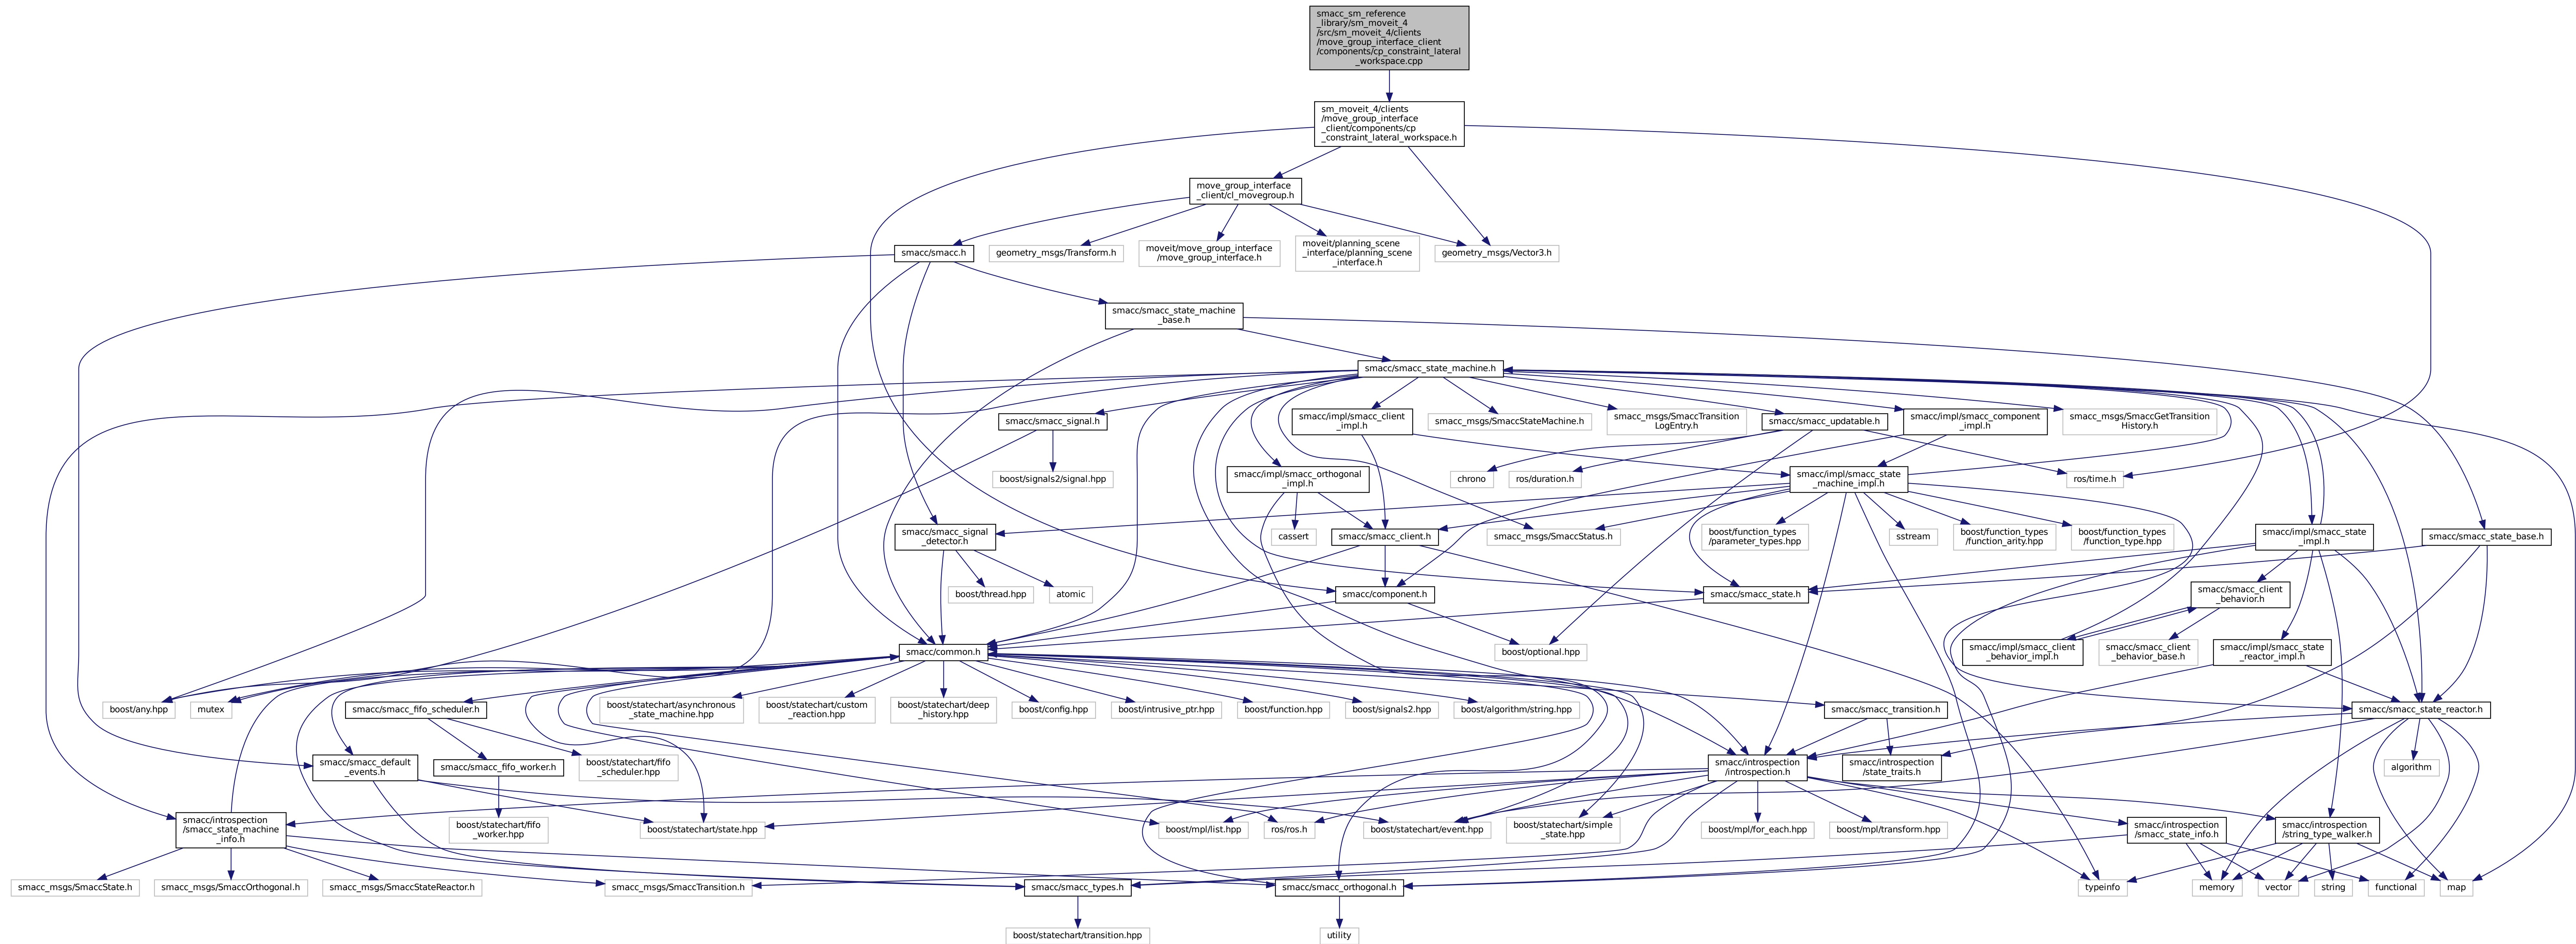 smacc_sm_reference
_library/sm_moveit_4
/src/sm_moveit_4/clients
/move_group_interface_client
/components/cp_constraint_lateral
_workspace.cpp
sm_moveit_4/clients
/move_group_interface
_client/components/cp
_constraint_lateral_workspace.h
move_group_interface
_client/cl_movegroup.h
smacc/smacc.h
geometry_msgs/Transform.h
moveit/move_group_interface
/move_group_interface.h
moveit/planning_scene
_interface/planning_scene
_interface.h
geometry_msgs/Vector3.h
smacc/smacc_state_machine
_base.h
smacc/smacc_state_machine.h
smacc/smacc_signal.h
smacc/impl/smacc_client
_impl.h
smacc_msgs/SmaccStateMachine.h
smacc_msgs/SmaccTransition
LogEntry.h
smacc/smacc_updatable.h
smacc/impl/smacc_component
_impl.h
smacc_msgs/SmaccGetTransition
History.h
boost/signals2/signal.hpp
smacc/impl/smacc_orthogonal
_impl.h
chrono
ros/duration.h
smacc/impl/smacc_state
_machine_impl.h
ros/time.h
smacc/smacc_signal
_detector.h
cassert
smacc/smacc_client.h
smacc_msgs/SmaccStatus.h
boost/function_types
/parameter_types.hpp
sstream
boost/function_types
/function_arity.hpp
boost/function_types
/function_type.hpp
smacc/impl/smacc_state
_impl.h
smacc/smacc_state_base.h
boost/thread.hpp
atomic
smacc/component.h
smacc/smacc_state.h
smacc/smacc_client
_behavior.h
smacc/common.h
boost/optional.hpp
smacc/impl/smacc_client
_behavior_impl.h
smacc/smacc_client
_behavior_base.h
smacc/impl/smacc_state
_reactor_impl.h
boost/any.hpp
mutex
smacc/smacc_fifo_scheduler.h
boost/statechart/asynchronous
_state_machine.hpp
boost/statechart/custom
_reaction.hpp
boost/statechart/deep
_history.hpp
boost/config.hpp
boost/intrusive_ptr.hpp
boost/function.hpp
boost/signals2.hpp
boost/algorithm/string.hpp
smacc/smacc_transition.h
smacc/smacc_state_reactor.h
smacc/smacc_default
_events.h
smacc/smacc_fifo_worker.h
boost/statechart/fifo
_scheduler.hpp
smacc/introspection
/introspection.h
smacc/introspection
/state_traits.h
algorithm
smacc/introspection
/smacc_state_machine
_info.h
boost/statechart/fifo
_worker.hpp
boost/statechart/state.hpp
boost/mpl/list.hpp
ros/ros.h
boost/statechart/event.hpp
boost/statechart/simple
_state.hpp
boost/mpl/for_each.hpp
boost/mpl/transform.hpp
smacc/introspection
/smacc_state_info.h
smacc/introspection
/string_type_walker.h
smacc_msgs/SmaccState.h
smacc_msgs/SmaccOrthogonal.h
smacc_msgs/SmaccStateReactor.h
smacc_msgs/SmaccTransition.h
smacc/smacc_types.h
smacc/smacc_orthogonal.h
typeinfo
memory
vector
string
functional
map
boost/statechart/transition.hpp
utility